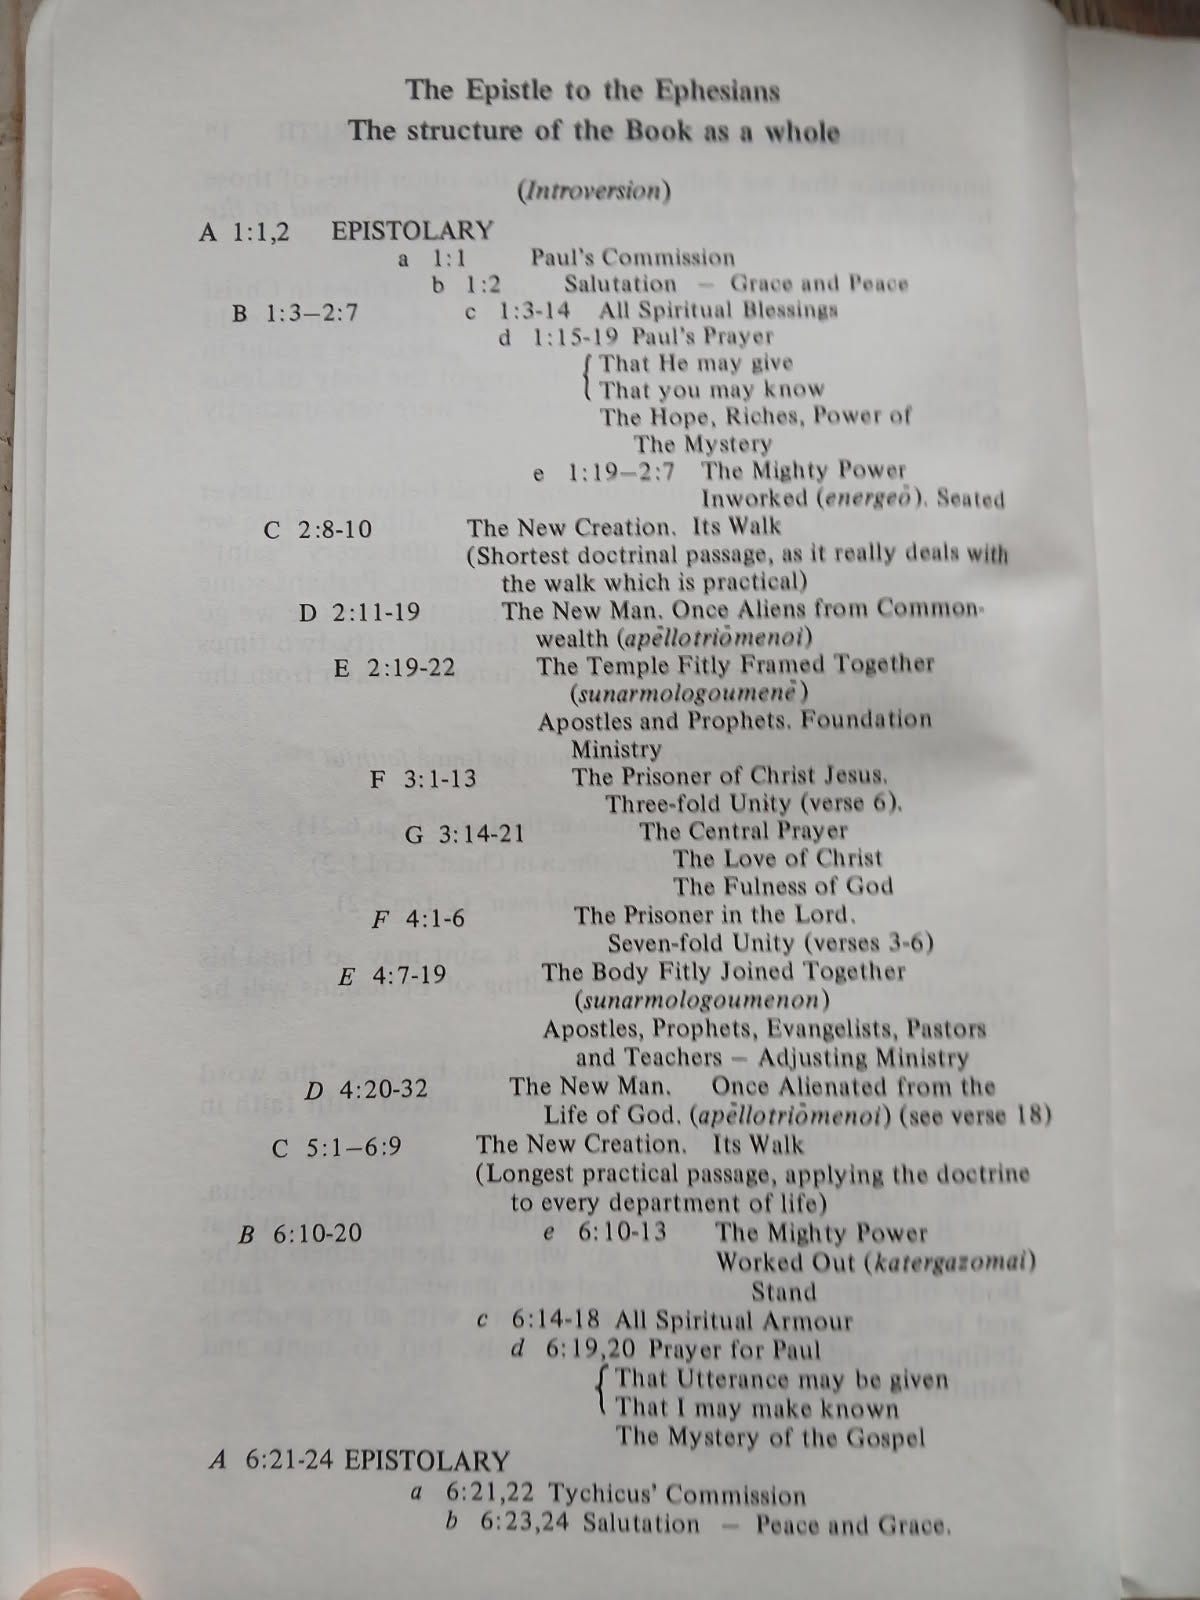 The Epistle to the Ephesians
The structure of the Book as a whole
(Introversion)
A 1:1,2 EPISTOLARY
a 1:1 Paul's Commission
b 1:2 Salutation — Grace and Peace
B 1:3—2:7 c 1:3-14 All Spiritual Blessings
d 1:15-19 Paul's Prayer
{ That He may give
That you may know
The Hope, Riches, Power of
The Mystery
e 1:19—2:7 The Mighty Power
Inworked (energeō). Seated
C 2:8-10 The New Creation. Its Walk
(Shortest doctrinal passage, as it really deals with
the walk which is practical)
D 2:11-19 The New Man. Once Aliens from Common-
wealth (apēllotriōmenoi)
E 2:19-22 The Temple Fitly Framed Together
(sunarmologoumenē)
Apostles and Prophets. Foundation
Ministry
F 3:1-13 The Prisoner of Christ Jesus.
Three-fold Unity (verse 6).
G 3:14-21 The Central Prayer
The Love of Christ
The Fulness of God
F 4:1-6 The Prisoner in the Lord.
Seven-fold Unity (verses 3-6)
E 4:7-19 The Body Fitly Joined Together
(sunarmologoumenon)
Apostles, Prophets, Evangelists, Pastors
and Teachers — Adjusting Ministry
D 4:20-32 The New Man. Once Alienated from the
Life of God. (apēllotriōmenoi) (see verse 18)
C 5:1—6:9 The New Creation. Its Walk
(Longest practical passage, applying the doctrine
to every department of life)
B 6:10-20 e 6:10-13 The Mighty Power
Worked Out (katergazomai)
Stand
c 6:14-18 All Spiritual Armour
d 6:19,20 Prayer for Paul
{ That Utterance may be given
That I may make known
The Mystery of the Gospel
A 6:21-24 EPISTOLARY
a 6:21,22 Tychicus' Commission
b 6:23,24 Salutation — Peace and Grace.